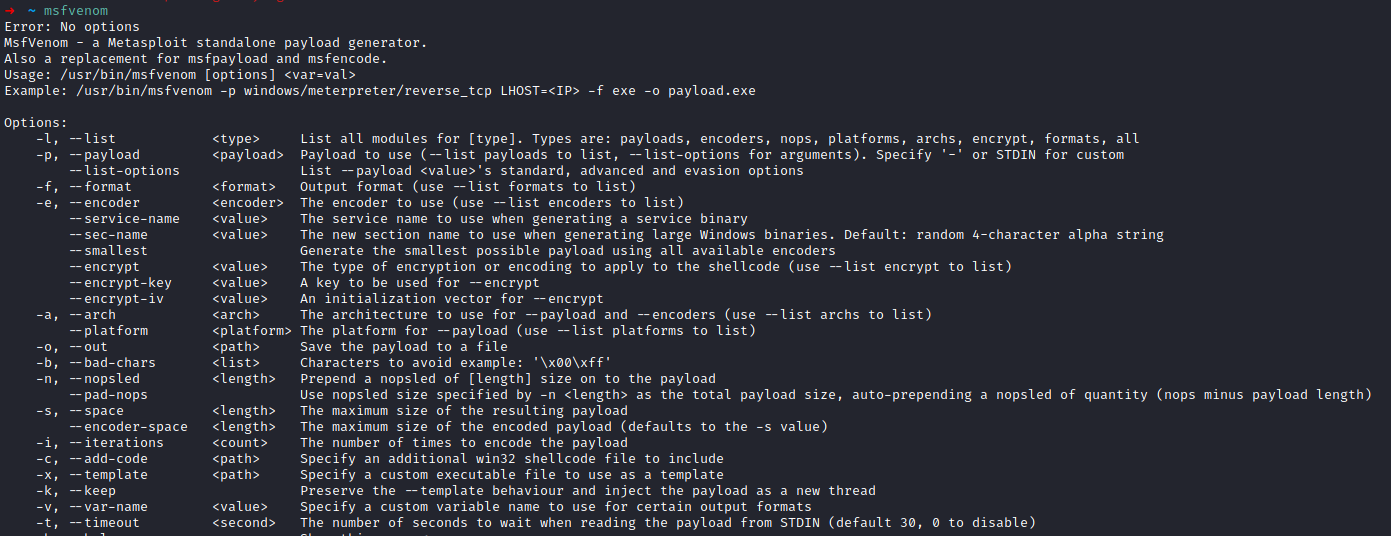 → ~ msfvenom
Error: No options
MsfVenom - a Metasploit standalone payload generator.
Also a replacement for msfpayload and msfencode.
Usage: /usr/bin/msfvenom [options] <var=val>
Example: /usr/bin/msfvenom -p windows/meterpreter/reverse_tcp LHOST=<IP> -f exe -o payload.exe
Options:
-l, --list <type> List all modules for [type]. Types are: payloads, encoders, nops, platforms, archs, encrypt, formats, all
-p, --payload <payload> Payload to use (--list payloads to list, --list-options for arguments). Specify '-' or STDIN for custom
--list-options List --payload <value>'s standard, advanced and evasion options
-f, --format <format> Output format (use --list formats to list)
-e, --encoder <encoder> The encoder to use (use --list encoders to list)
--service-name <value> The service name to use when generating a service binary
--sec-name <value> The new section name to use when generating large Windows binaries. Default: random 4-character alpha string
--smallest Generate the smallest possible payload using all available encoders
--encrypt <value> The type of encryption or encoding to apply to the shellcode (use --list encrypt to list)
--encrypt-key <value> A key to be used for --encrypt
--encrypt-iv <value> An initialization vector for --encrypt
-a, --arch <arch> The architecture to use for --payload and --encoders (use --list archs to list)
--platform <platform> The platform for --payload (use --list platforms to list)
-o, --out <path> Save the payload to a file
-b, --bad-chars <list> Characters to avoid example: '\x00\xff'
-n, --nopsled <length> Prepend a nopsled of [length] size on to the payload
--pad-nops Use nopsled size specified by -n <length> as the total payload size, auto-prepending a nopsled of quantity (nops minus payload length)
-s, --space <length> The maximum size of the resulting payload
--encoder-space <length> The maximum size of the encoded payload (defaults to the -s value)
-i, --iterations <count> The number of times to encode the payload
-c, --add-code <path> Specify an additional win32 shellcode file to include
-x, --template <path> Specify a custom executable file to use as a template
-k, --keep Preserve the --template behaviour and inject the payload as a new thread
-v, --var-name <value> Specify a custom variable name to use for certain output formats
-t, --timeout <second> The number of seconds to wait when reading the payload from STDIN (default 30, 0 to disable)